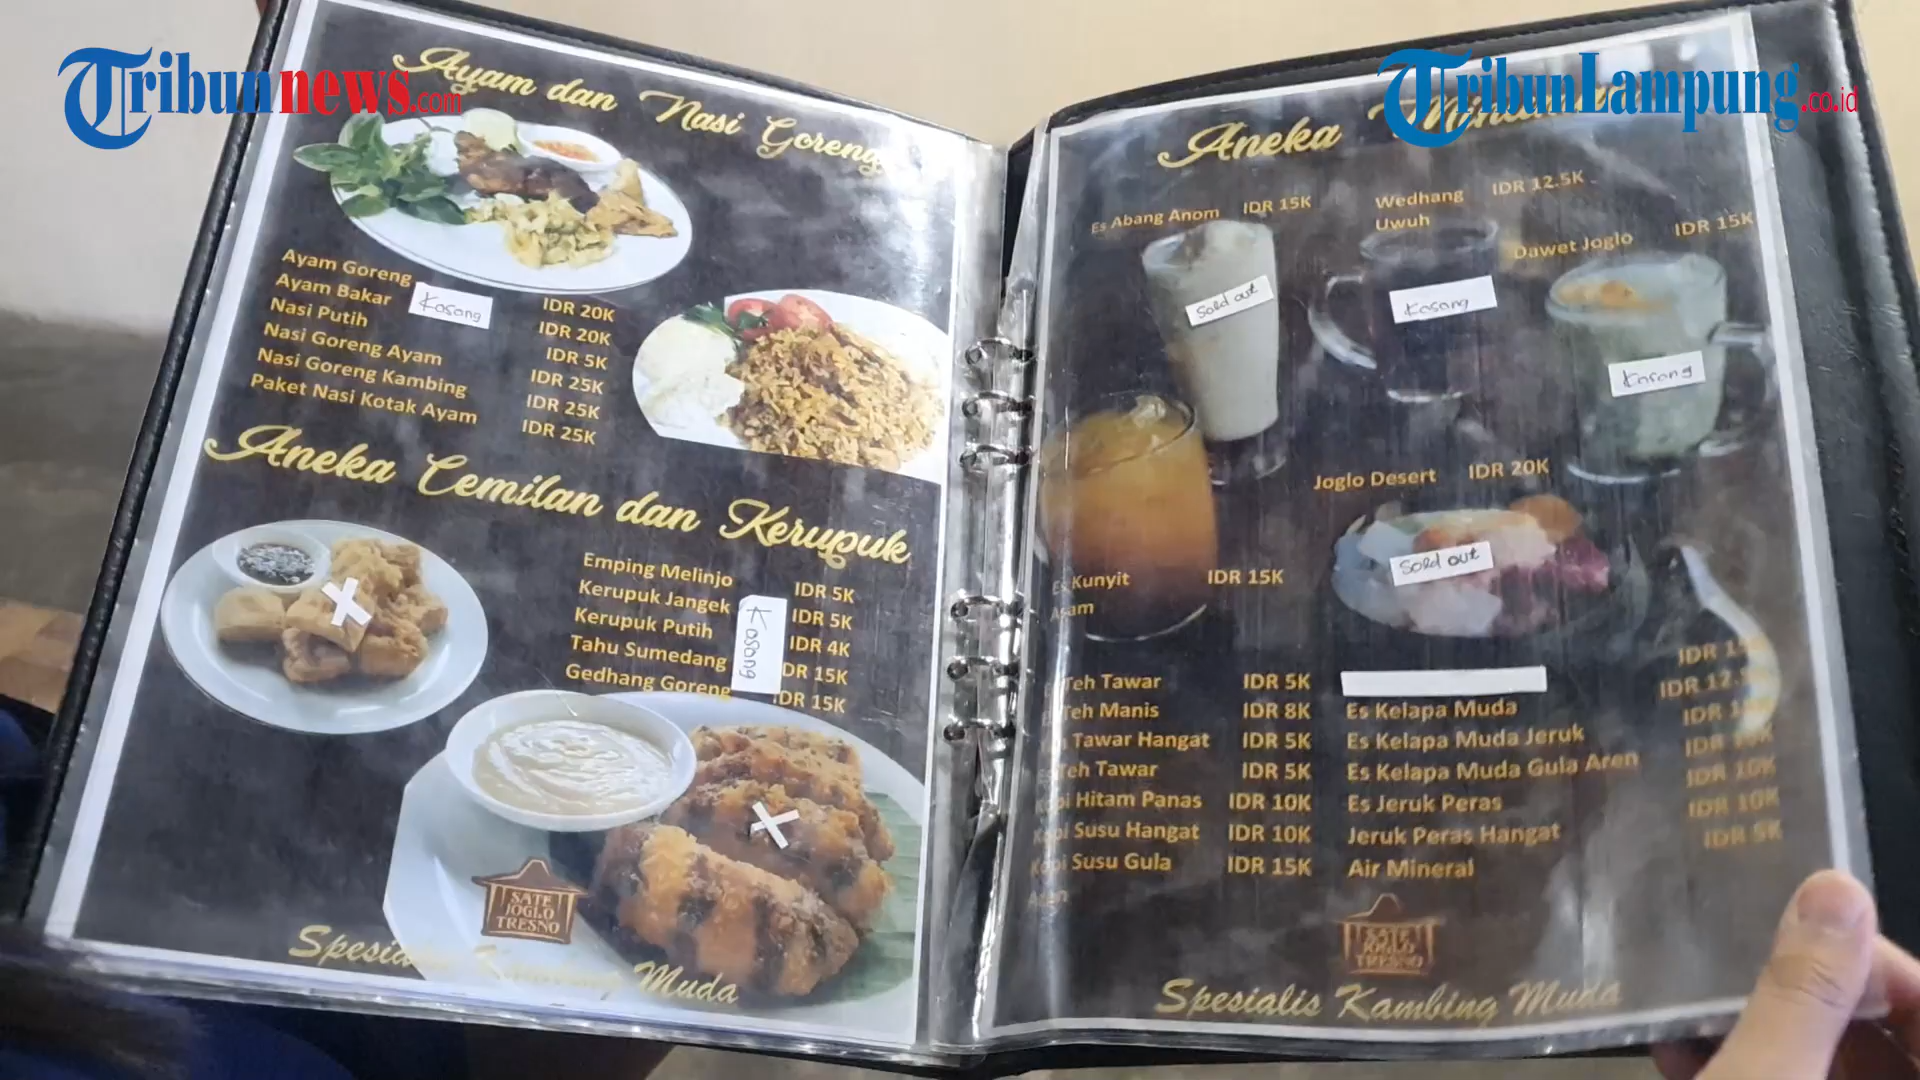 Tribunnews.com
TribunLampung.co.id
Ayam dan Nasi Goreng
Ayam Goreng IDR 20K
Ayam Bakar Kosong IDR 20K
Nasi Putih IDR 5K
Nasi Goreng Ayam IDR 25K
Nasi Goreng Kambing IDR 25K
Paket Nasi Kotak Ayam IDR 25K
Aneka Cemilan dan Kerupuk
Emping Melinjo IDR 5K
Kerupuk Jangek IDR 5K
Kerupuk Putih IDR 4K
Tahu Sumedang IDR 15K
Gedhang Goreng IDR 15K
Kosong
X
X
SATE
JOGLO
TRESNO
Spesialis Kambing Muda
Aneka
Es Abang Anom IDR 15K
Sold out
Wedhang IDR 12.5K
Uwuh
Kosong
Dawet Joglo IDR 15K
Kosong
Joglo Desert IDR 20K
Sold out
Es Kunyit IDR 15K
Asam
Teh Tawar IDR 5K
Teh Manis IDR 8K
Tawar Hangat IDR 5K
Es Teh Tawar IDR 5K
Kopi Hitam Panas IDR 10K
Kopi Susu Hangat IDR 10K
Kopi Susu Gula IDR 15K
Es Kelapa Muda
Es Kelapa Muda Jeruk
Es Kelapa Muda Gula Aren
Es Jeruk Peras IDR 10K
Jeruk Peras Hangat IDR 10K
Air Mineral IDR 5K
SATE
JOGLO
TRESNO
Spesialis Kambing Muda